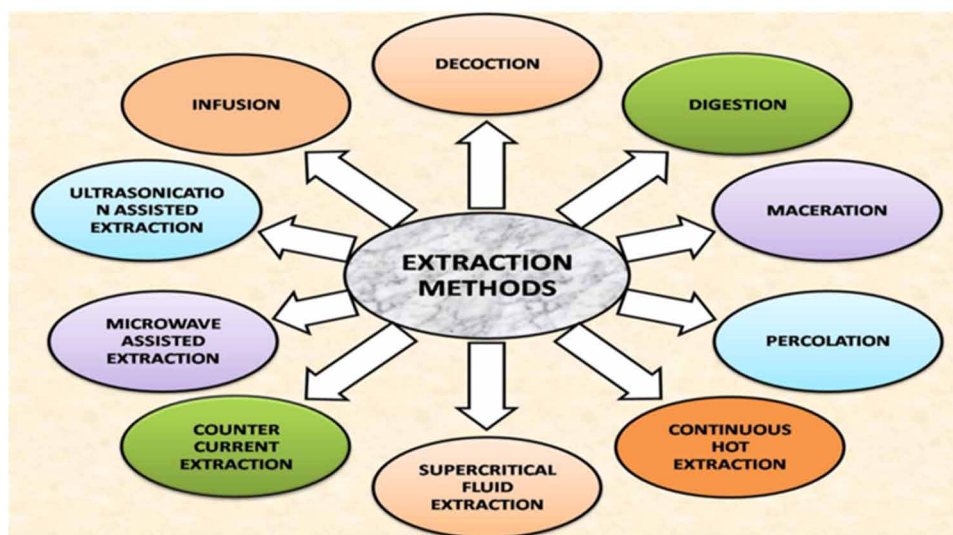 DECOCTION
INFUSION
DIGESTION
ULTRASONICATIO
N ASSISTED
EXTRACTION
MACERATION
EXTRACTION
METHODS
MICROWAVE
ASSISTED
EXTRACTION
PERCOLATION
COUNTER
CURRENT
EXTRACTION
CONTINUOUS
HOT
EXTRACTION
SUPERCRITICAL
FLUID
EXTRACTION